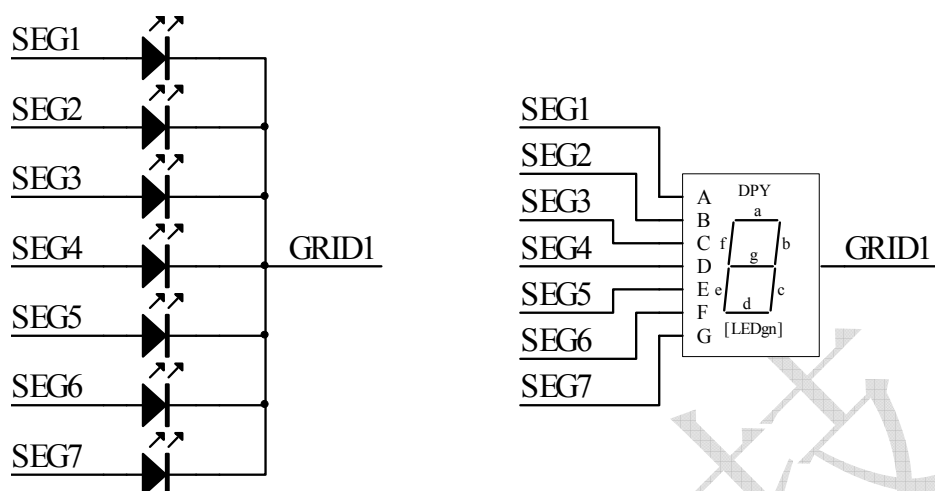 SEG1
SEG2
SEG3
SEG4
SEG5
SEG6
SEG7
GRID1
SEG1
SEG2
SEG3
SEG4
SEG5
SEG6
SEG7
A
B
C
D
E
F
G
DPY
a
f b
g
e c
d
[LEDgn]
GRID1